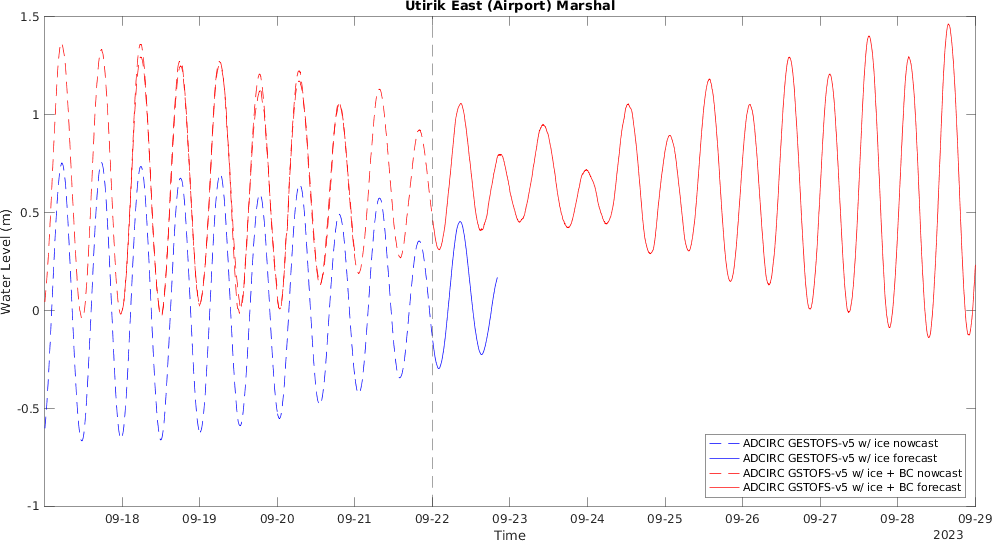 Utirik East (Airport) Marshal
1.5
1
0.5
0
-0.5
-1
Water Level (m)
ADCIRC GESTOFS-v5 w/ ice nowcast
ADCIRC GESTOFS-v5 w/ ice forecast
ADCIRC GSTOFS-v5 w/ ice + BC nowcast
ADCIRC GSTOFS-v5 w/ ice + BC forecast
09-18 09-19 09-20 09-21 09-22 09-23 09-24 09-25 09-26 09-27 09-28 09-29
Time
2023